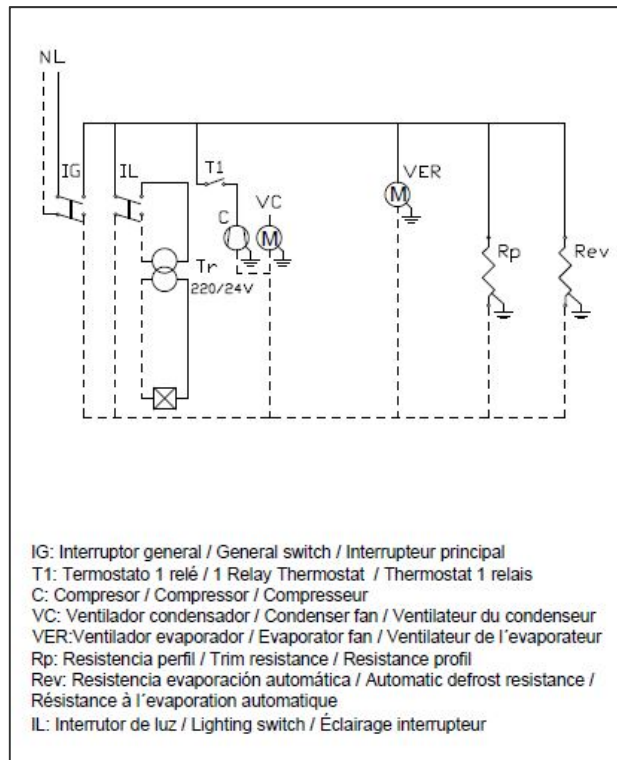 NL
IG
IL
T1
C
VC
VER
Tr
220/24V
M
M
Rp
Rev
IG: Interruptor general / General switch / Interrupteur principal
T1: Termostato 1 relé / 1 Relay Thermostat / Thermostat 1 relais
C: Compresor / Compressor / Compresseur
VC: Ventilador condensador / Condenser fan / Ventilateur du condenseur
VER:Ventilador evaporador / Evaporator fan / Ventilateur de l´evaporateur
Rp: Resistencia perfil / Trim resistance / Resistance profil
Rev: Resistencia evaporación automática / Automatic defrost resistance /
Résistance à l´evaporation automatique
IL: Interrutor de luz / Lighting switch / Éclairage interrupteur